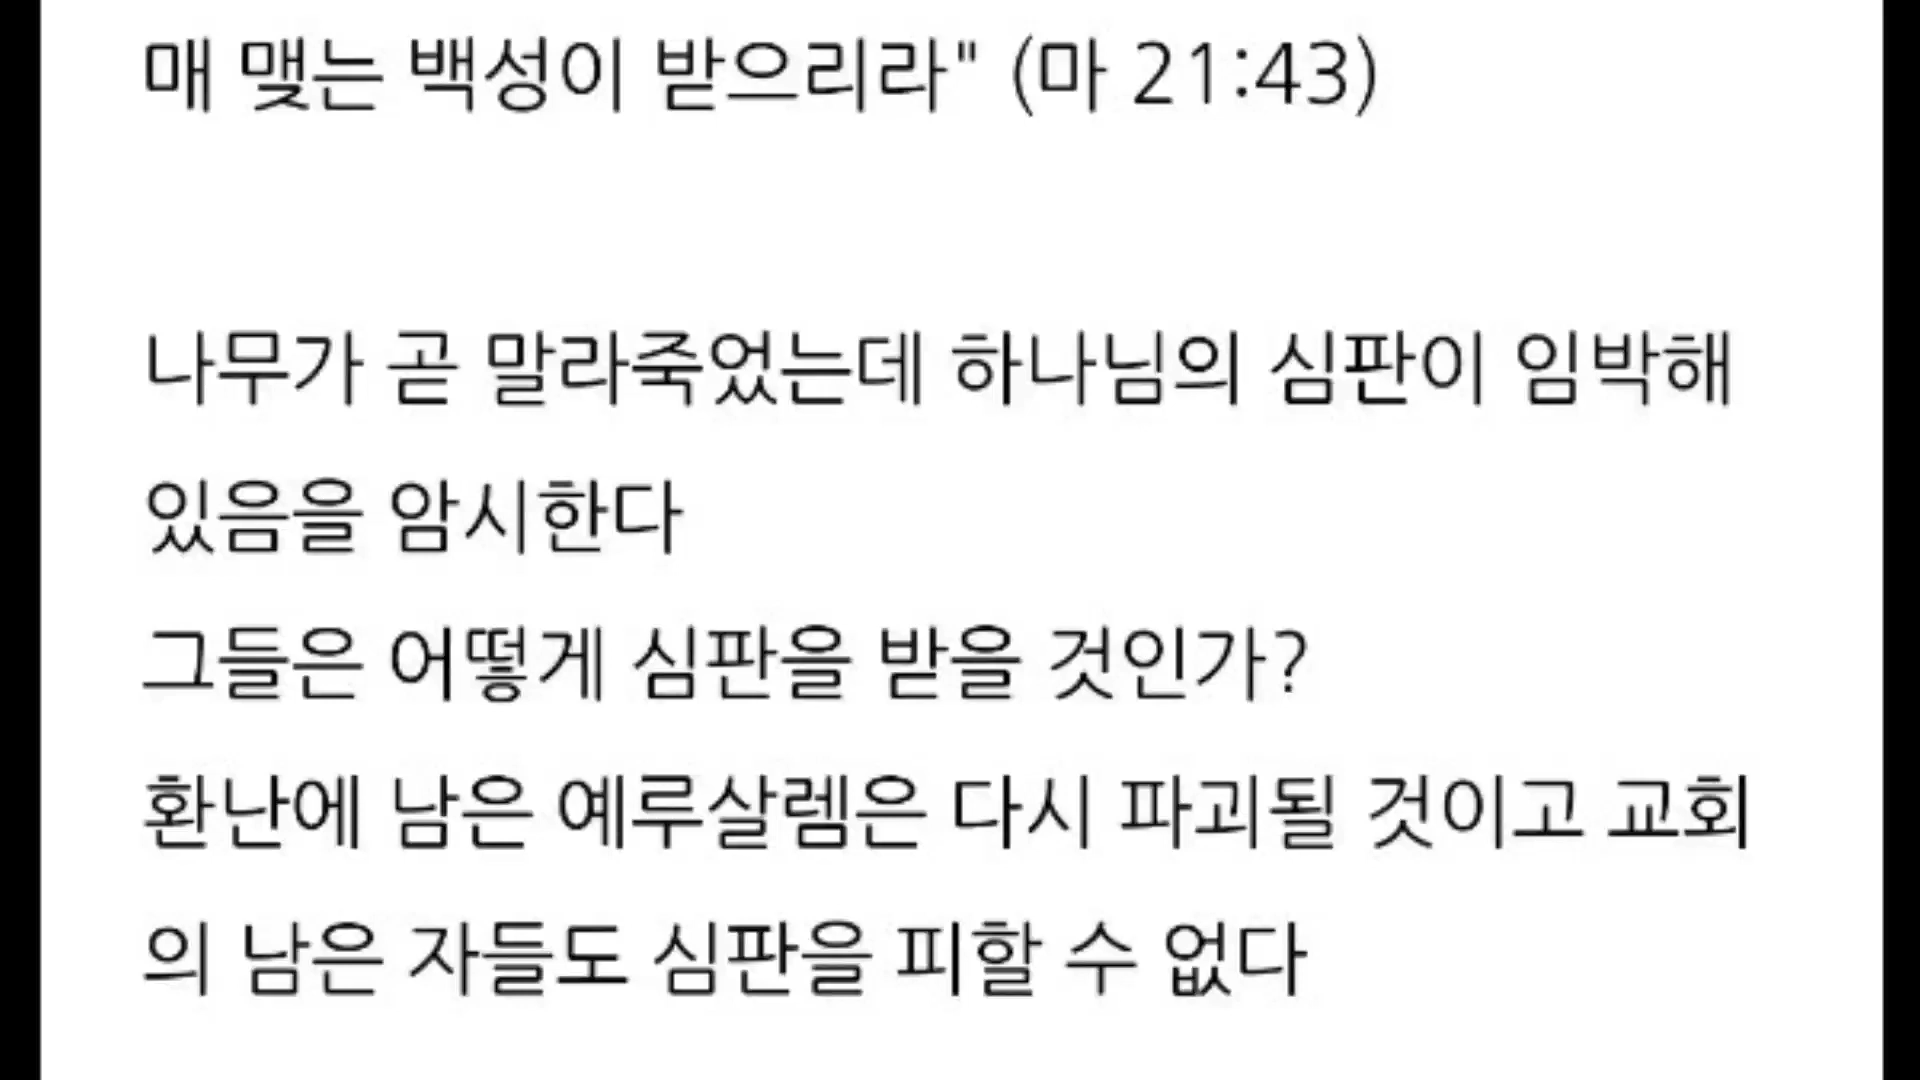 매 맺는 백성이 받으리라" (마 21:43)
나무가 곧 말라죽었는데 하나님의 심판이 임박해
있음을 암시한다
그들은 어떻게 심판을 받을 것인가?
환난에 남은 예루살렘은 다시 파괴될 것이고 교회
의 남은 자들도 심판을 피할 수 없다